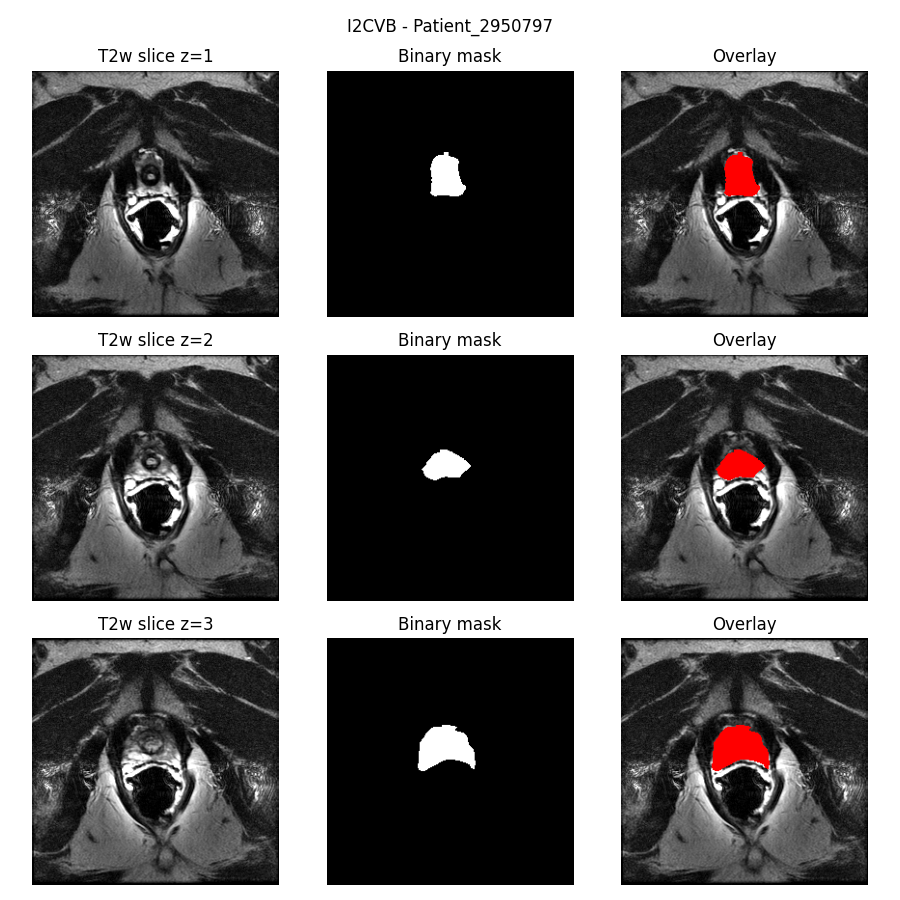 I2CVB - Patient_2950797
T2w slice z=1 Binary mask Overlay
T2w slice z=2 Binary mask Overlay
T2w slice z=3 Binary mask Overlay